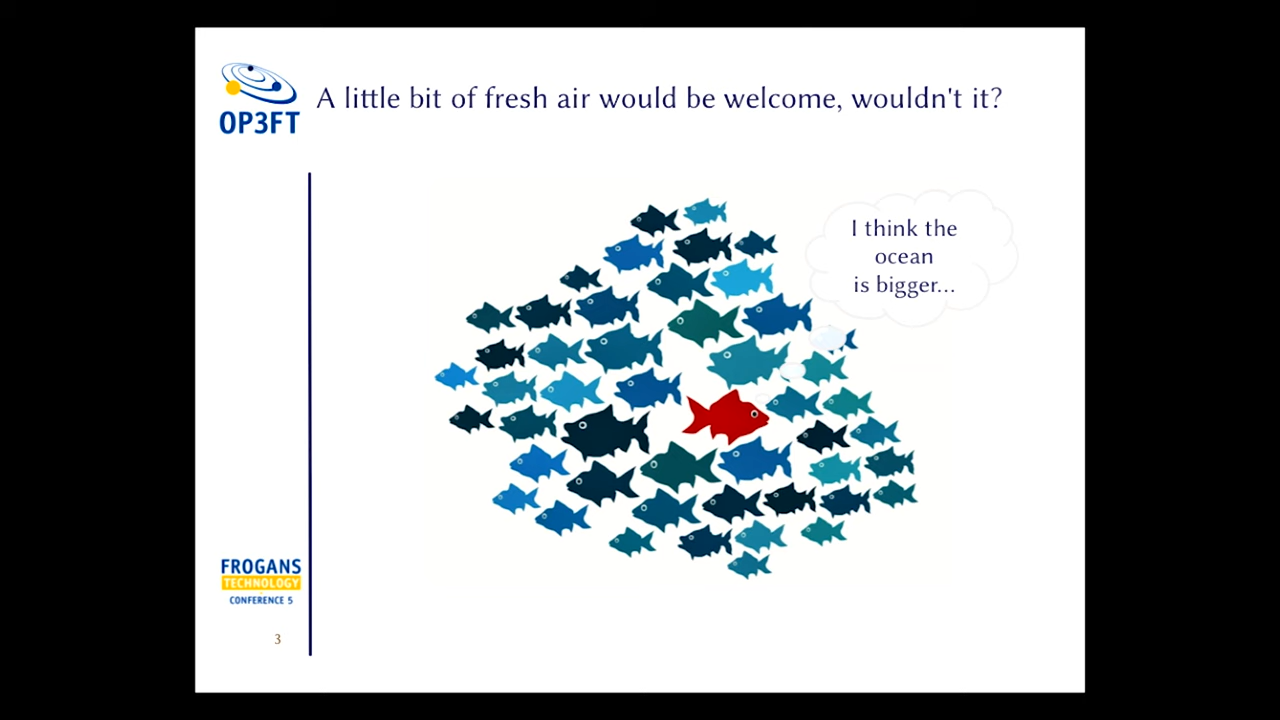 A little bit of fresh air would be welcome, wouldn't it?
OP3FT
I think the
ocean
is bigger...
FROGANS
TECHNOLOGY
CONFERENCE 5
3